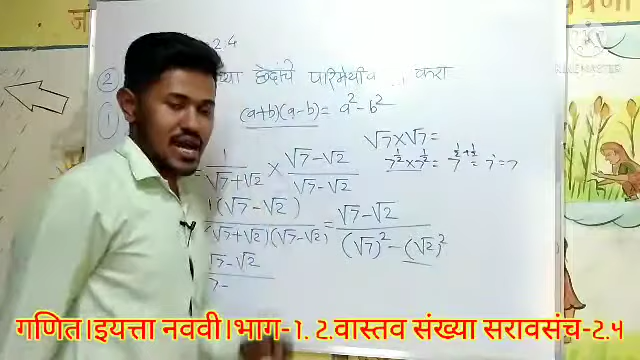 2.4
② च्या छेदांचे परिमेयीक... करा
① (a+b)(a-b) = a² - b²
√7 × √7 =
7^½ × 7^½ = 7^(½+½) = 7¹ = 7
= 1/(√7+√2) × (√7-√2)/(√7-√2)
1(√7-√2)/((√7+√2)(√7-√2)) = (√7-√2)/((√7)² - (√2)²)
√7-√2
7-
गणित।इयत्ता नववी।भाग-1. 2.वास्तव संख्या सरावसंच-2.4
KINEMASTER